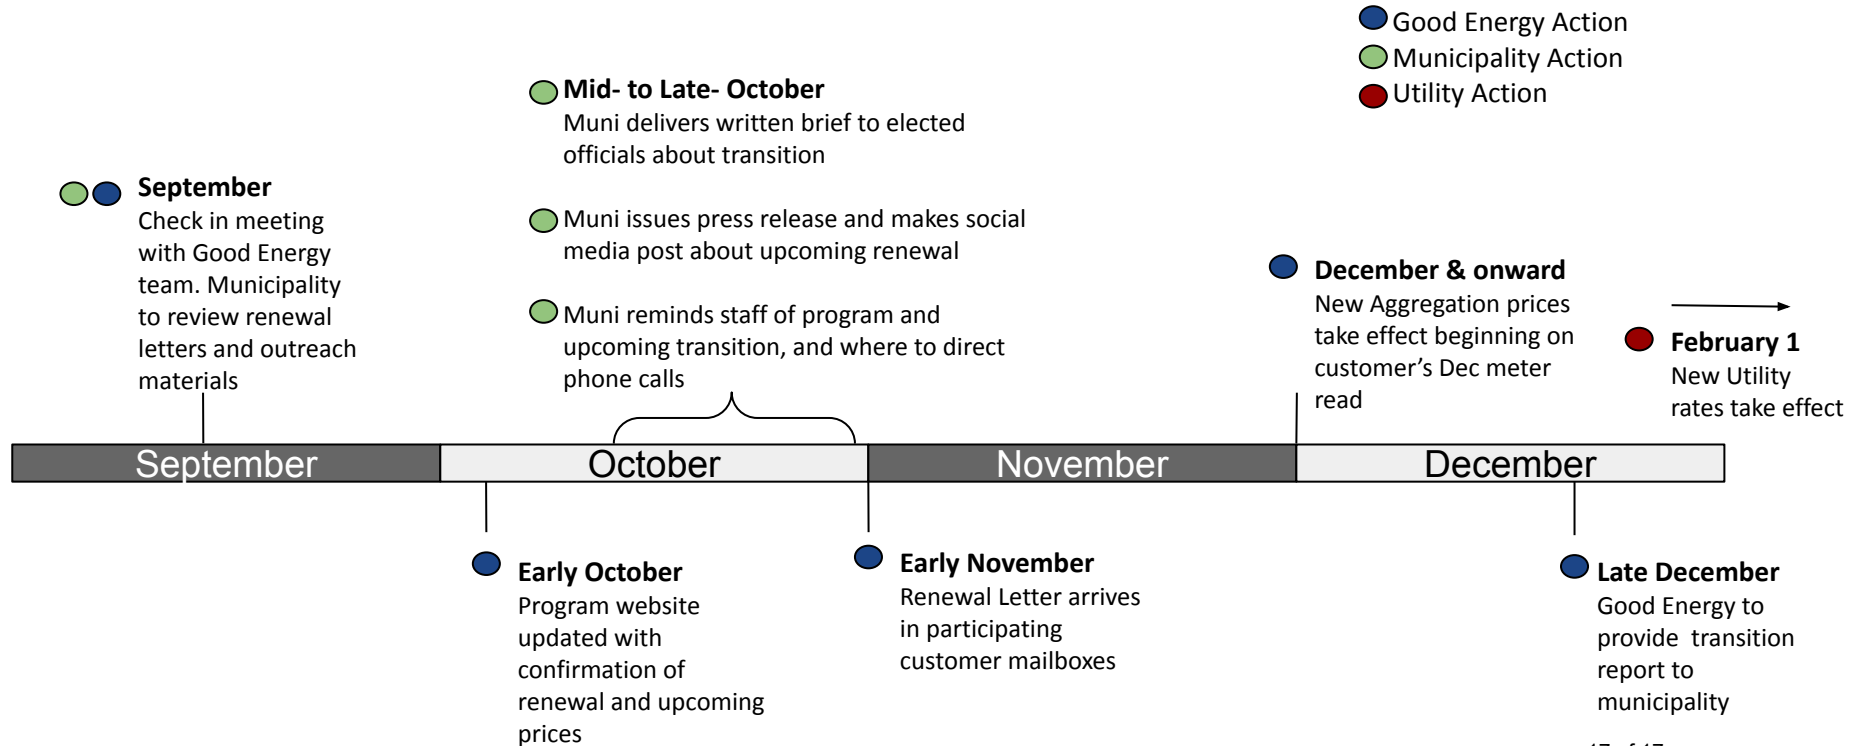 Good Energy Action
Municipality Action
Utility Action
Mid- to Late- October
Muni delivers written brief to elected
officials about transition
Muni issues press release and makes social
media post about upcoming renewal
Muni reminds staff of program and
upcoming transition, and where to direct
phone calls
September
Check in meeting
with Good Energy
team. Municipality
to review renewal
letters and outreach
materials
December & onward
New Aggregation prices
take effect beginning on
customer’s Dec meter
read
February 1
New Utility
rates take effect
September
October
November
December
Early October
Program website
updated with
confirmation of
renewal and upcoming
prices
Early November
Renewal Letter arrives
in participating
customer mailboxes
Late December
Good Energy to
provide  transition
report to
municipality